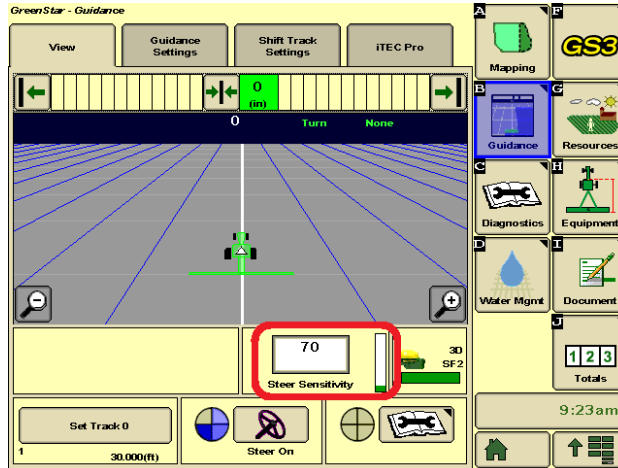 GreenStar - Guidance
View
Guidance
Settings
Shift Track
Settings
iTEC Pro
0
(in)
0
Turn
None
70
Steer Sensitivity
3D
SF2
Set Track 0
1
30.000(ft)
Steer On
A
Mapping
F
GS3
B
Guidance
G
Resources
C
Diagnostics
H
Equipment
D
Water Mgmt
I
Document
J
1 2 3
Totals
9:23am